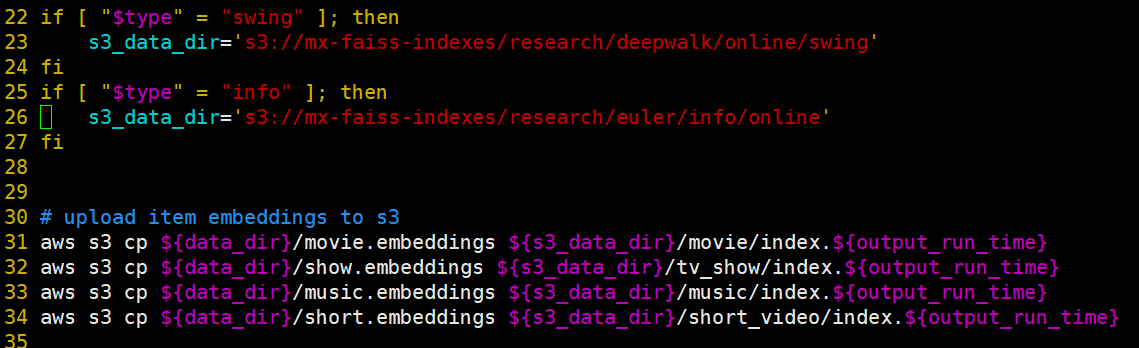 22 if [ "$type" = "swing" ]; then
23     s3_data_dir='s3://mx-faiss-indexes/research/deepwalk/online/swing'
24 fi
25 if [ "$type" = "info" ]; then
26     s3_data_dir='s3://mx-faiss-indexes/research/euler/info/online'
27 fi
28
29
30 # upload item embeddings to s3
31 aws s3 cp ${data_dir}/movie.embeddings ${s3_data_dir}/movie/index.${output_run_time}
32 aws s3 cp ${data_dir}/show.embeddings ${s3_data_dir}/tv_show/index.${output_run_time}
33 aws s3 cp ${data_dir}/music.embeddings ${s3_data_dir}/music/index.${output_run_time}
34 aws s3 cp ${data_dir}/short.embeddings ${s3_data_dir}/short_video/index.${output_run_time}
35